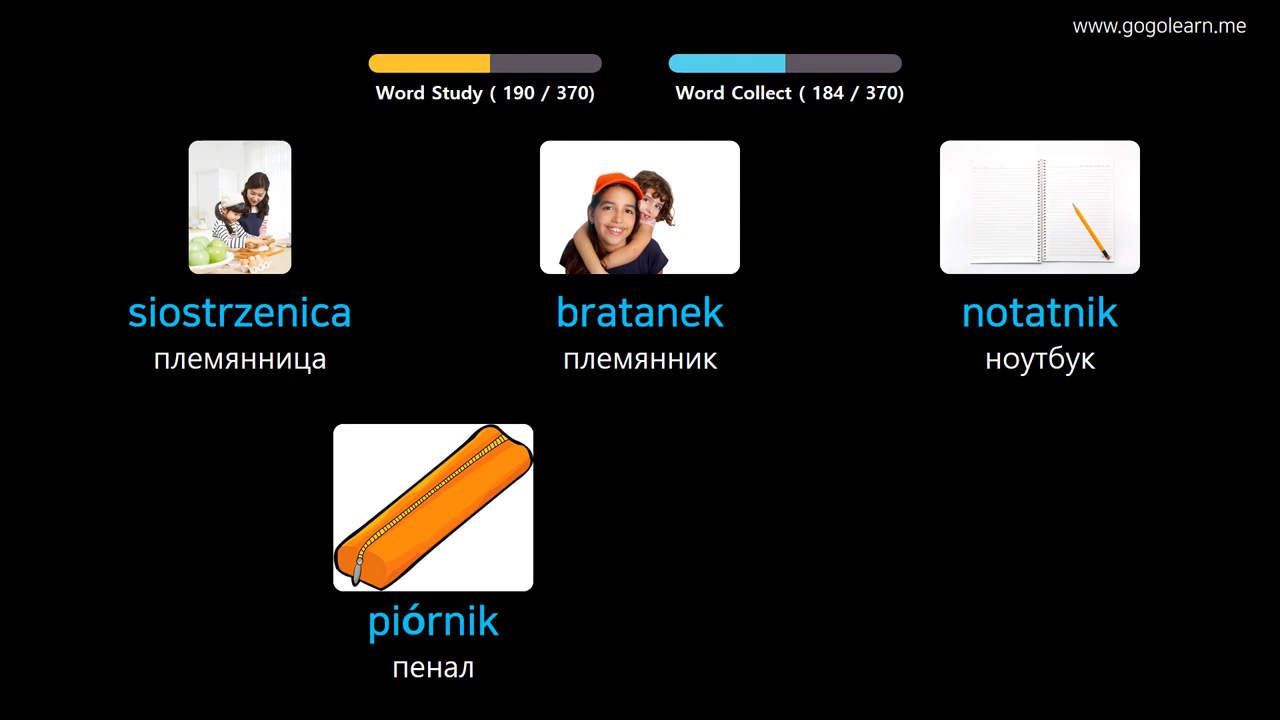 www.gogolearn.me
Word Study ( 190 / 370)
Word Collect ( 184 / 370)
siostrzenica
племянница
bratanek
племянник
notatnik
ноутбук
piórnik
пенал